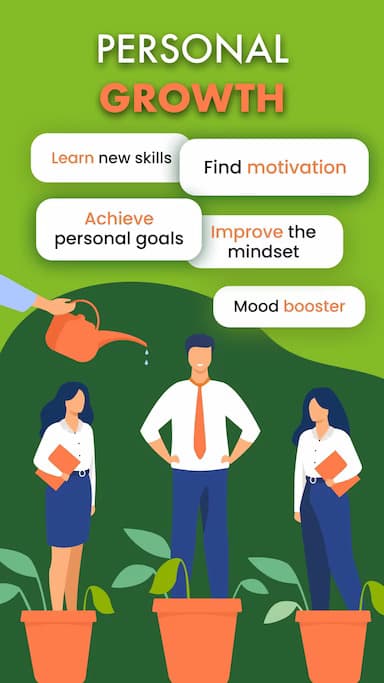 PERSONAL
GROWTH
Learn new skills
Find motivation
Achieve
personal goals
Improve the
mindset
Mood booster